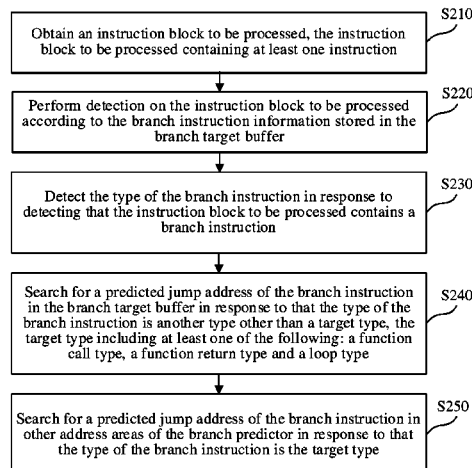 S210
Obtain an instruction block to be processed, the
instruction block to be processed containing at least one
instruction
S220
Perform detection on the instruction block to be processed
according to the branch instruction information stored in the
branch target buffer
S230
Detect the type of the branch instruction in response to
detecting that the instruction block to be processed contains a
branch instruction
S240
Search for a predicted jump address of the branch instruction
in the branch target buffer in response to that the type of the
branch instruction is another type other than a target type, the
target type including at least one of the following: a function
call type, a function return type and a loop type
S250
Search for a predicted jump address of the branch instruction in
other address areas of the branch predictor in response to that
the type of the branch instruction is the target type